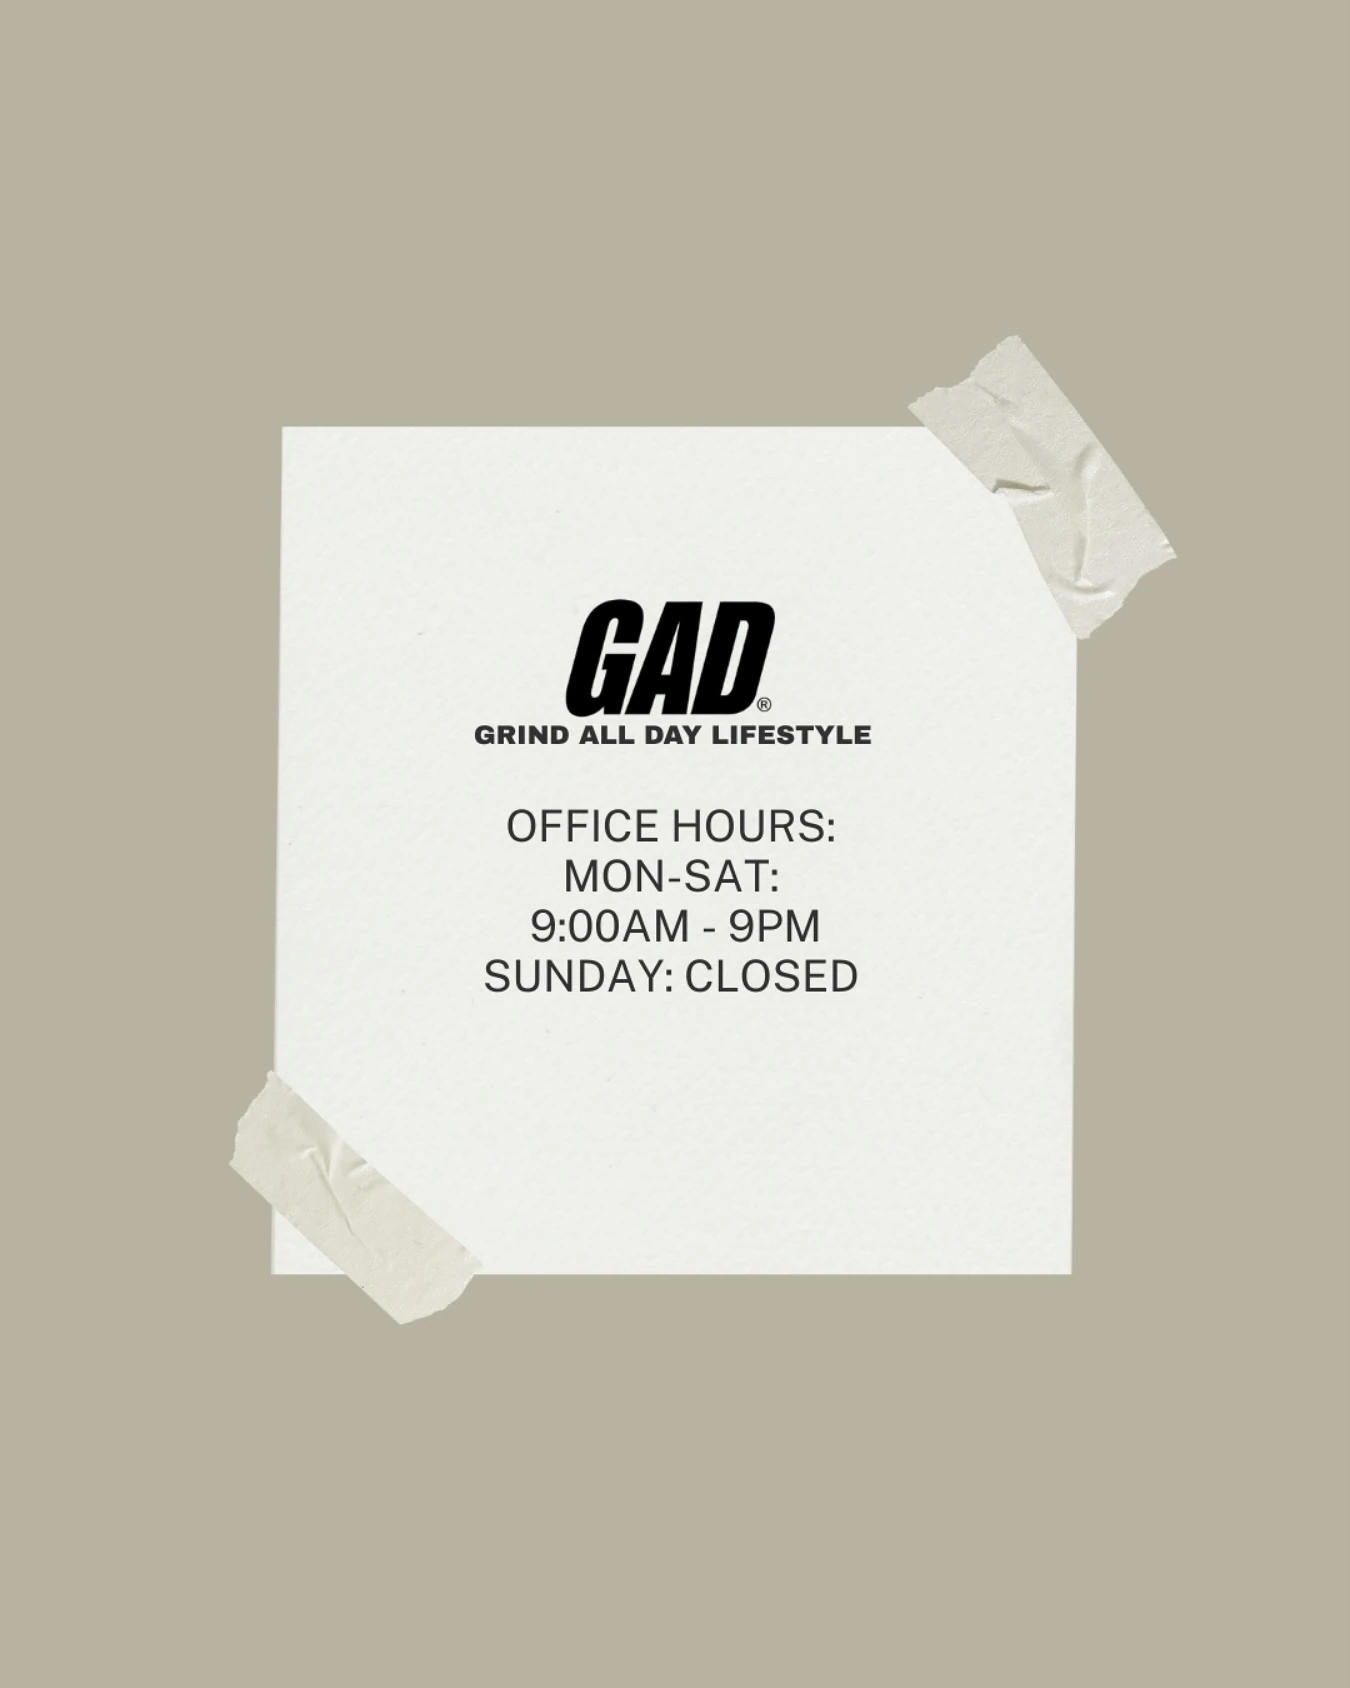 GAD®
GRIND ALL DAY LIFESTYLE
OFFICE HOURS:
MON-SAT:
9:00AM - 9PM
SUNDAY: CLOSED